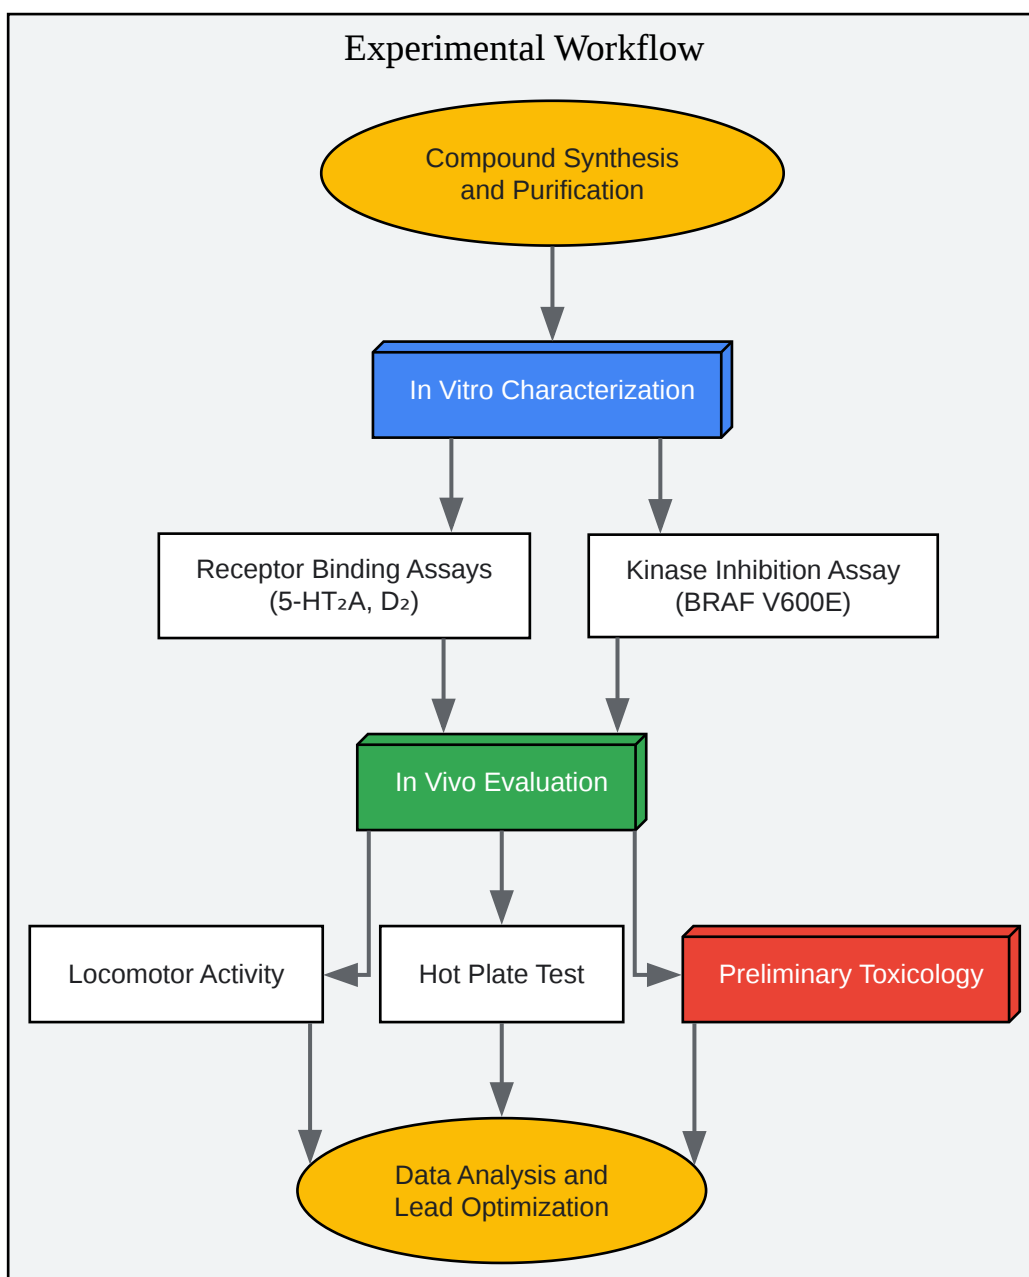 Experimental Workflow
Compound Synthesis
and Purification
In Vitro Characterization
Receptor Binding Assays
(5-HT₂A, D₂)
Kinase Inhibition Assay
(BRAF V600E)
In Vivo Evaluation
Locomotor Activity
Hot Plate Test
Preliminary Toxicology
Data Analysis and
Lead Optimization